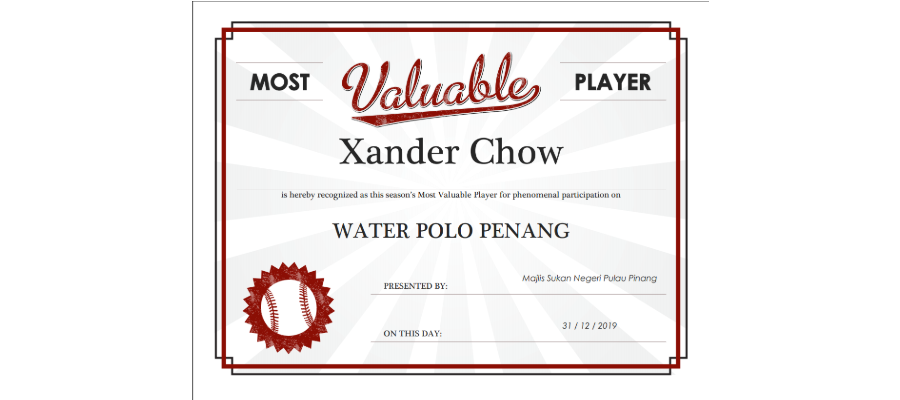 MOST Valuable PLAYER
Xander Chow
is hereby recognized as this season's Most Valuable Player for phenomenal participation on
WATER POLO PENANG
PRESENTED BY: Majlis Sukan Negeri Pulau Pinang
ON THIS DAY: 31 / 12 / 2019